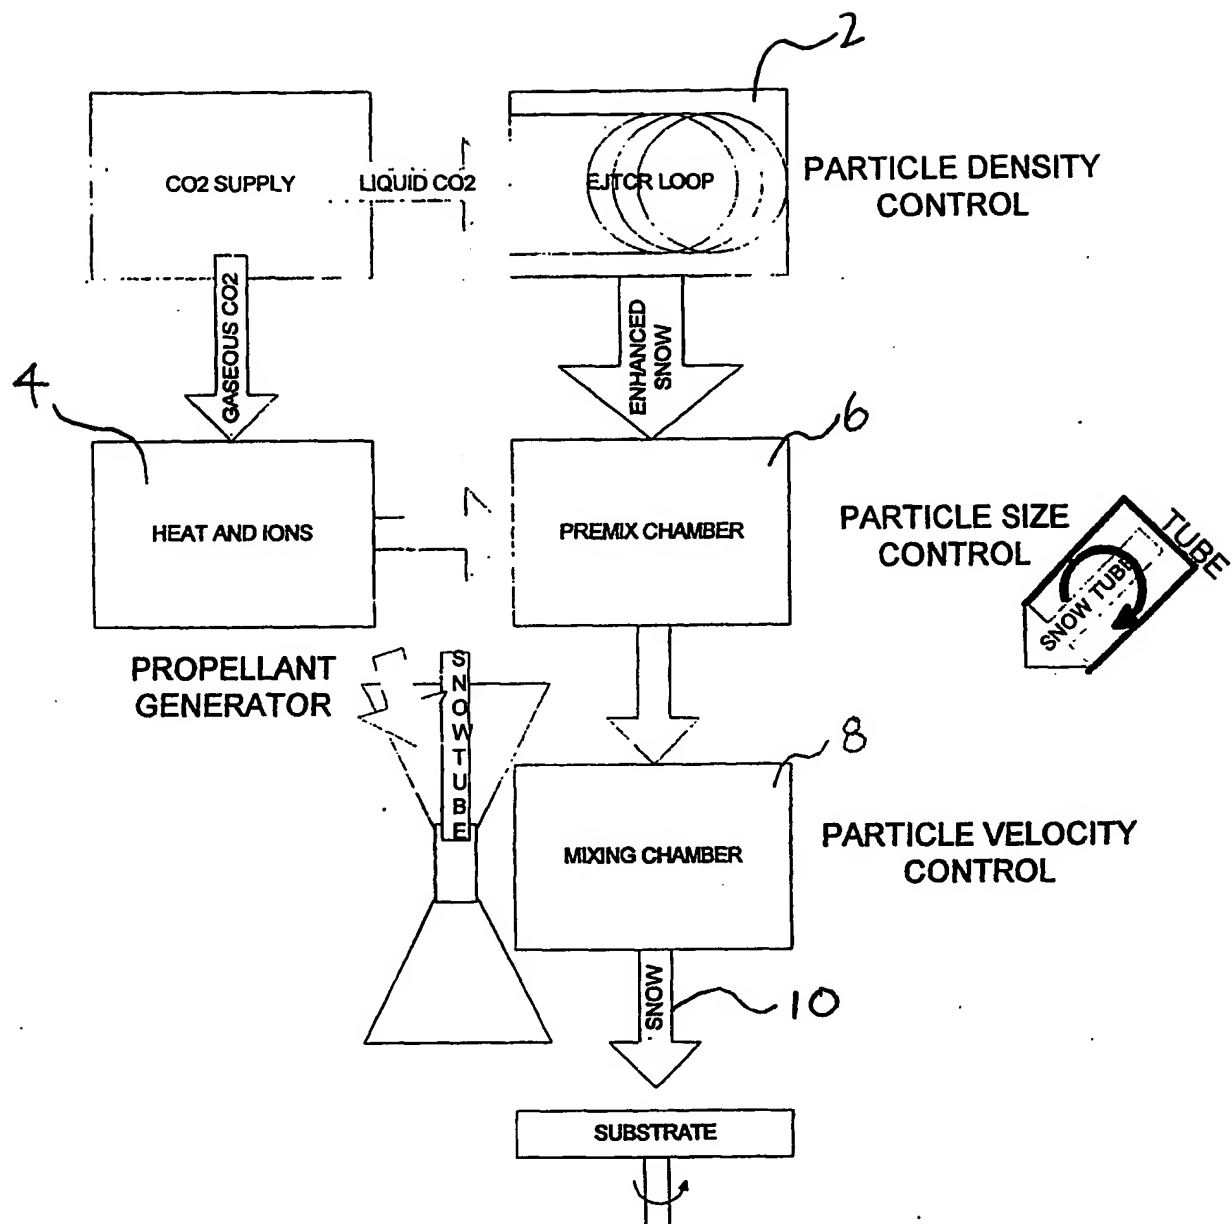 2
CO2 SUPPLY
LIQUID CO2
EJTCR LOOP
PARTICLE DENSITY
CONTROL
GASEOUS CO2
ENHANCED
SNOW
4
6
HEAT AND IONS
PREMIX CHAMBER
PARTICLE SIZE
CONTROL
SNOW TUBE
TUBE
PROPELLANT
GENERATOR
SNOWTUBE
8
MIXING CHAMBER
PARTICLE VELOCITY
CONTROL
SNOW
10
SUBSTRATE